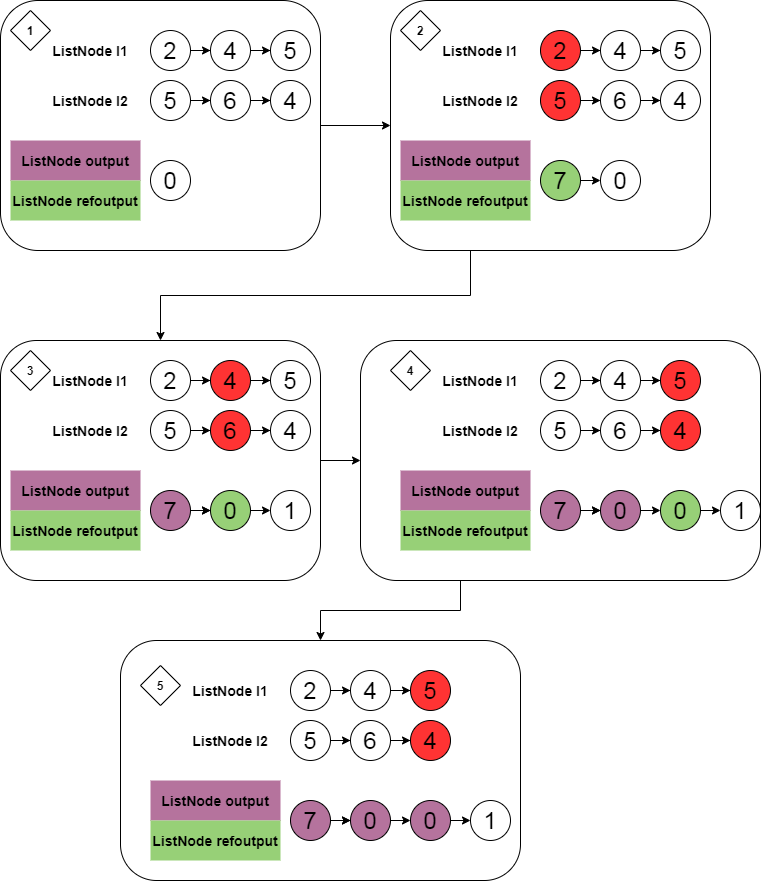 1
ListNode l1 2 4 5
ListNode l2 5 6 4
ListNode output
0
ListNode refoutput
2
ListNode l1 2 4 5
ListNode l2 5 6 4
ListNode output
7 0
ListNode refoutput
3
ListNode l1 2 4 5
ListNode l2 5 6 4
ListNode output
7 0 1
ListNode refoutput
4
ListNode l1 2 4 5
ListNode l2 5 6 4
ListNode output
7 0 0 1
ListNode refoutput
5
ListNode l1 2 4 5
ListNode l2 5 6 4
ListNode output
7 0 0 1
ListNode refoutput